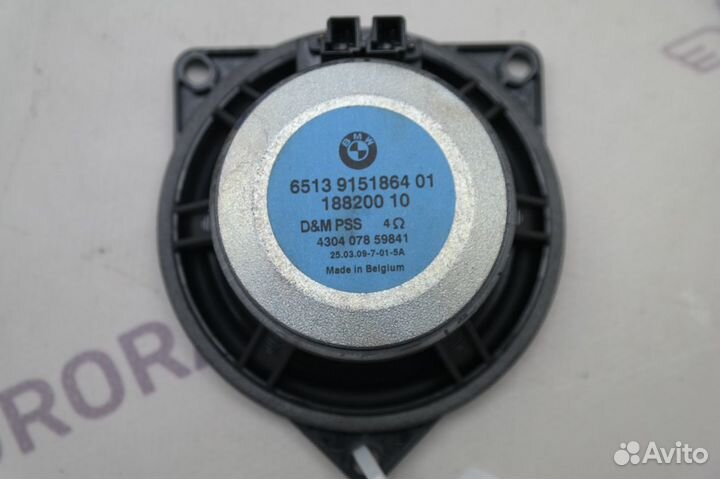 BMW
6513 9151864 01
188200 10
D&M PSS 4Ω
4304 078 59841
25.03.09-7-01-5A
Made in Belgium
Avito